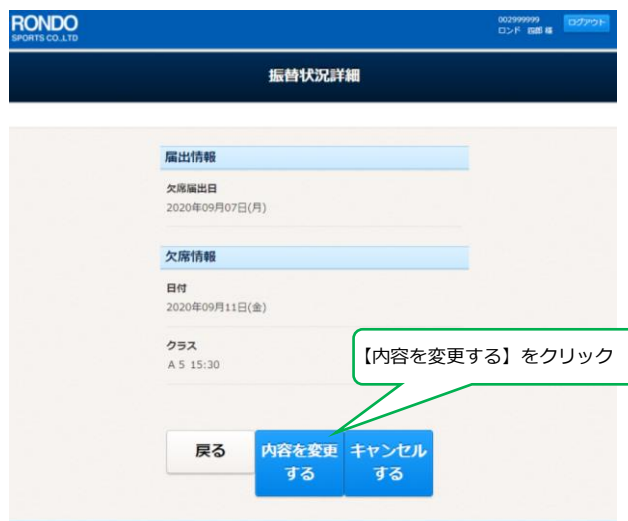 RONDO
SPORTS CO.,LTD
002999999
ロンド 四郎 様
ログアウト
振替状況詳細
届出情報
欠席届出日
2020年09月07日(月)
欠席情報
日付
2020年09月11日(金)
クラス
A 5 15:30
【内容を変更する】をクリック
戻る
内容を変更
する
キャンセル
する